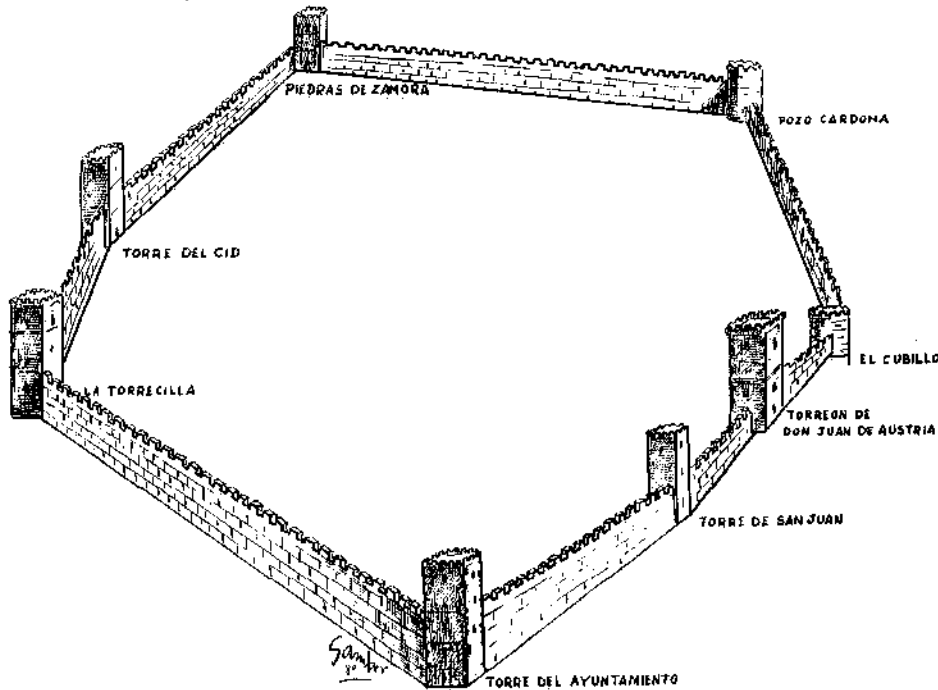 PIEDRAS DE ZAMORA
POZO CARDONA
TORRE DEL CID
EL CUBILLO
LA TORRECILLA
TORREON DE
DON JUAN DE AUSTRIA
TORRE DE SAN JUAN
TORRE DEL AYUNTAMIENTO